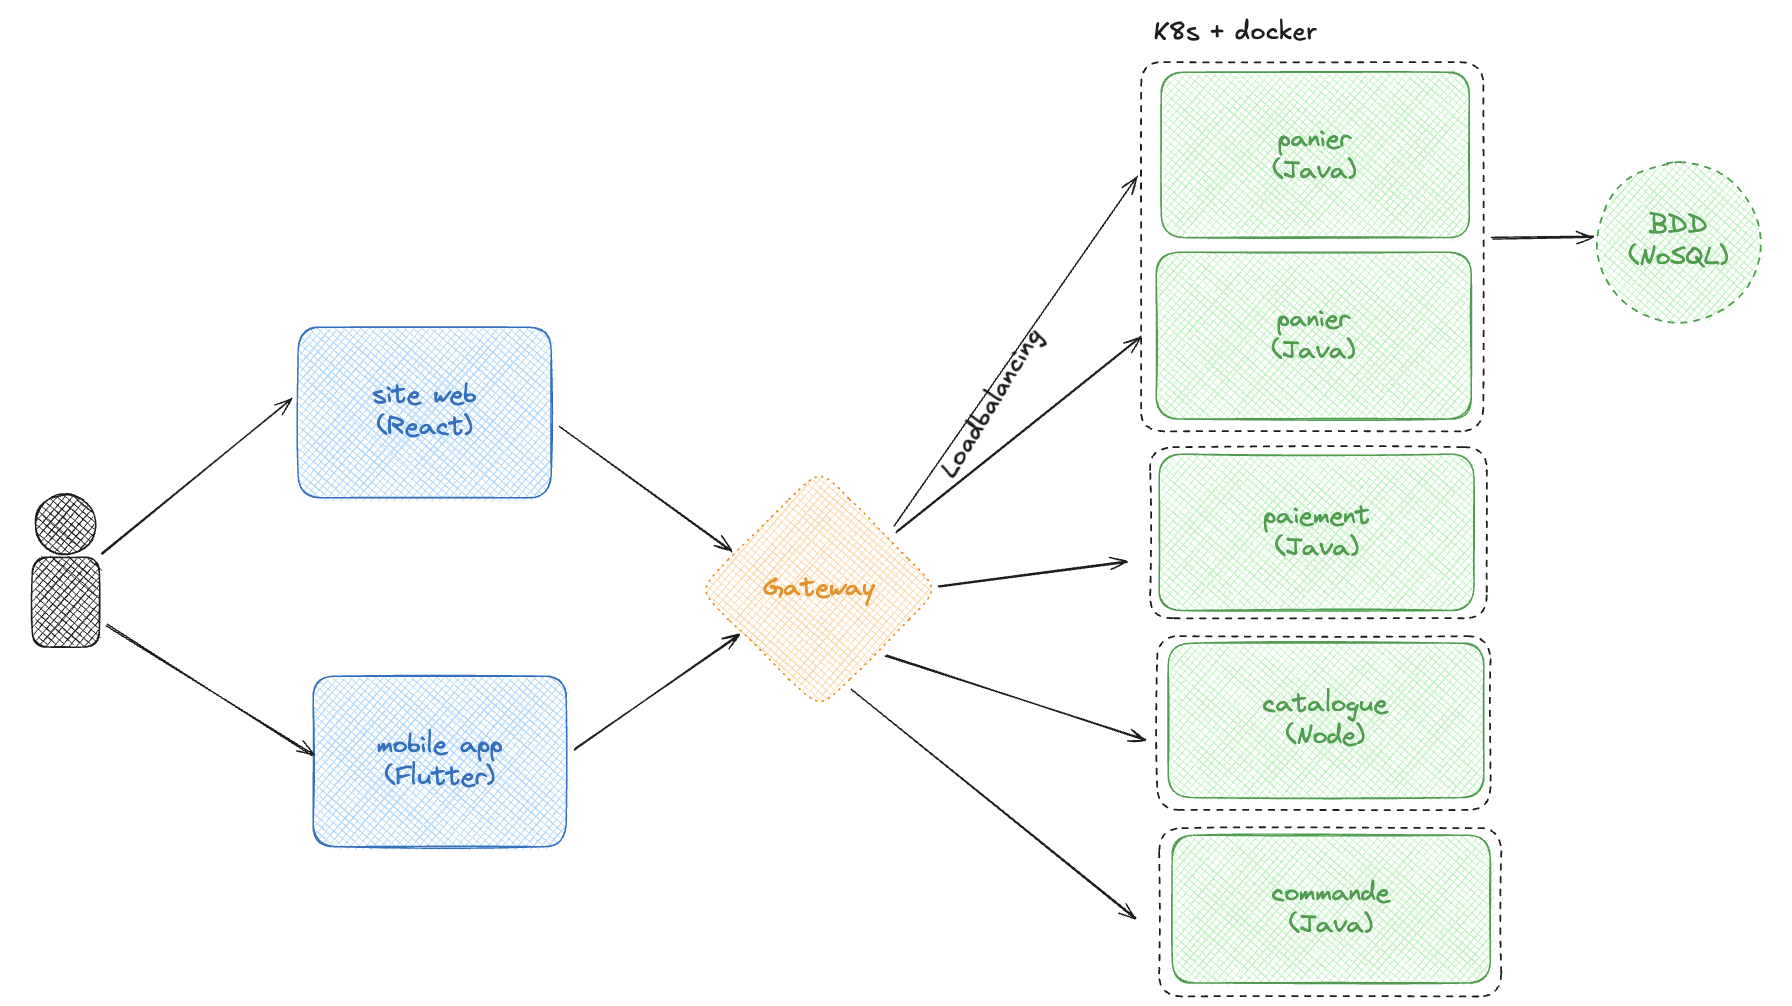 K8s + docker
panier
(Java)
panier
(Java)
BDD
(NoSQL)
Loadbalancing
site web
(React)
Gateway
paiement
(Java)
mobile app
(Flutter)
catalogue
(Node)
commande
(Java)